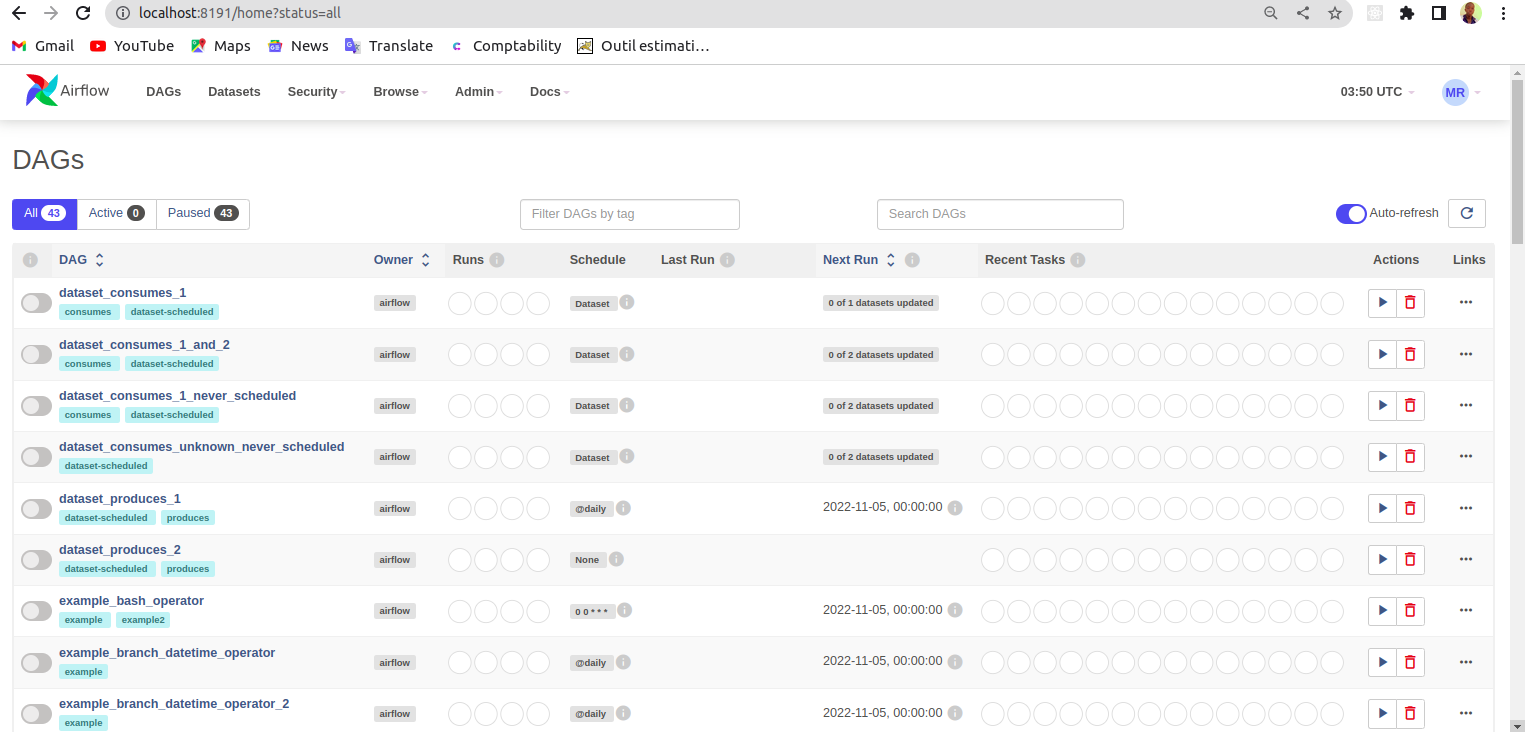 localhost:8191/home?status=all
Gmail YouTube Maps News Translate Comptability Outil estimati…
Airflow DAGs Datasets Security Browse Admin Docs 03:50 UTC MR
DAGs
All 43 Active 0 Paused 43 Filter DAGs by tag Search DAGs Auto-refresh
DAG Owner Runs Schedule Last Run Next Run Recent Tasks Actions Links
dataset_consumes_1
consumes dataset-scheduled airflow Dataset 0 of 1 datasets updated
dataset_consumes_1_and_2
consumes dataset-scheduled airflow Dataset 0 of 2 datasets updated
dataset_consumes_1_never_scheduled
consumes dataset-scheduled airflow Dataset 0 of 2 datasets updated
dataset_consumes_unknown_never_scheduled
dataset-scheduled airflow Dataset 0 of 2 datasets updated
dataset_produces_1
dataset-scheduled produces airflow @daily 2022-11-05, 00:00:00
dataset_produces_2
dataset-scheduled produces airflow None
example_bash_operator
example example2 airflow 0 0 * * * 2022-11-05, 00:00:00
example_branch_datetime_operator
example airflow @daily 2022-11-05, 00:00:00
example_branch_datetime_operator_2
example airflow @daily 2022-11-05, 00:00:00